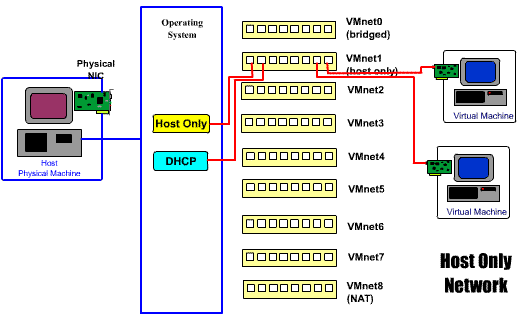 Operating
System
Physical
NIC
Host
Physical Machine
Host Only
DHCP
VMnet0
(bridged)
VMnet1
(host only)
VMnet2
VMnet3
VMnet4
VMnet5
VMnet6
VMnet7
VMnet8
(NAT)
Virtual Machine
Virtual Machine
Host Only
Network